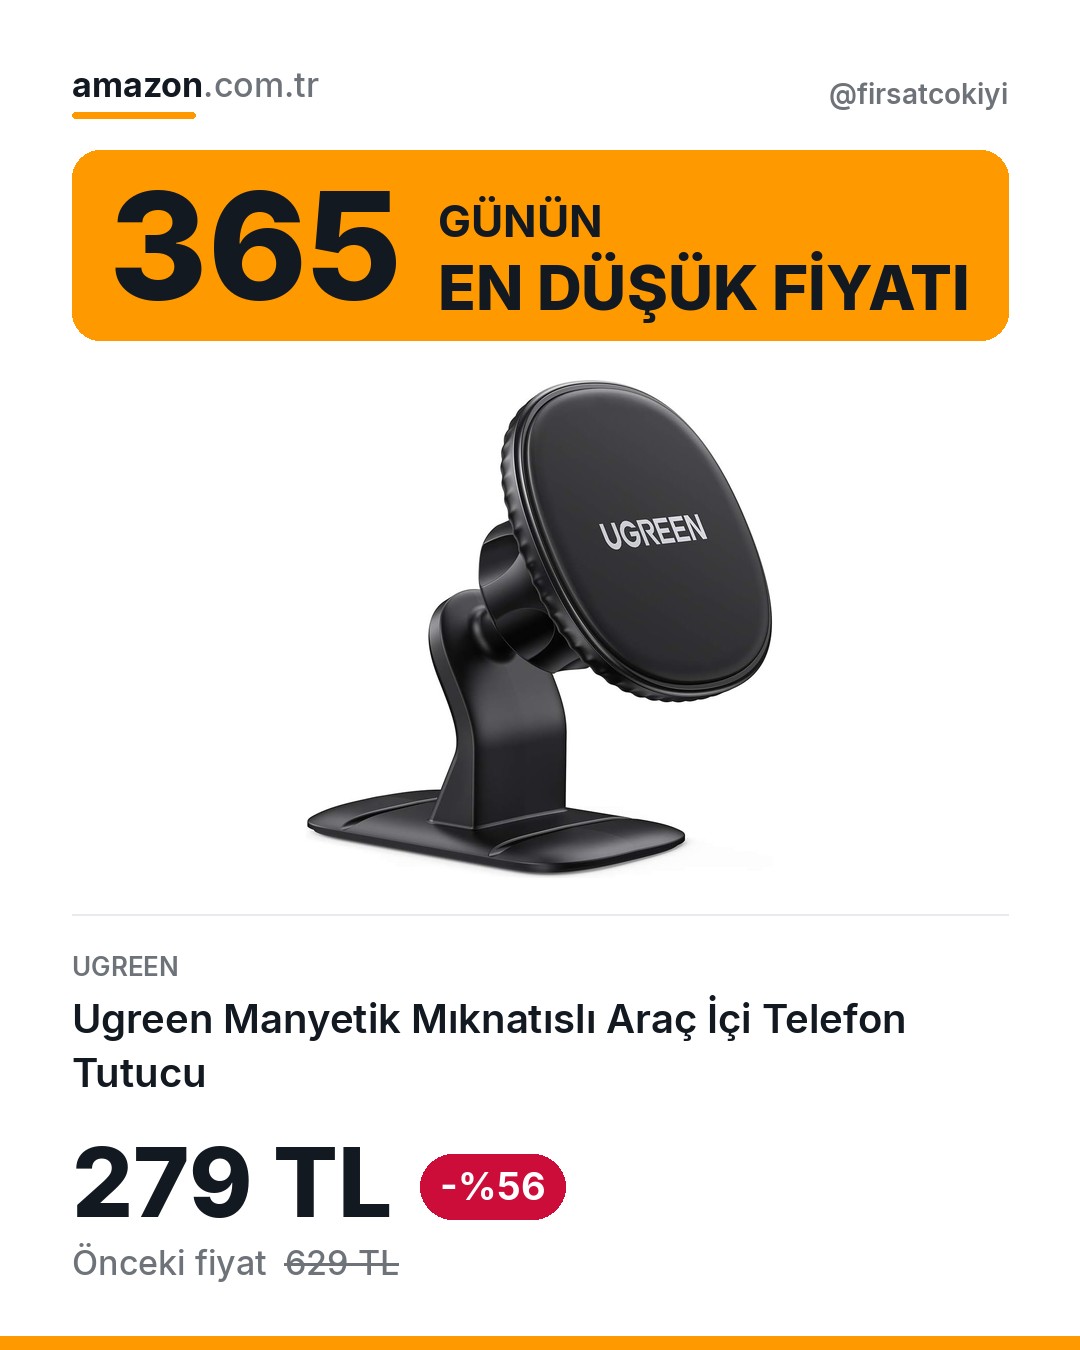 amazon.com.tr
@firsatcokiyi
365
GÜNÜN
EN DÜŞÜK FİYATI
UGREEN
UGREEN
Ugreen Manyetik Mıknatıslı Araç İçi Telefon
Tutucu
279 TL
-%56
Önceki fiyat 629 TL